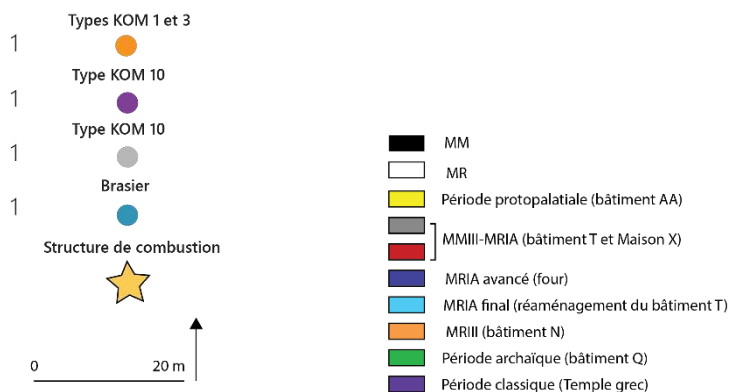 Types KOM 1 et 3
1
Type KOM 10
1
Type KOM 10
1
Brasier
1
Structure de combustion
0 20 m
MM
MR
Période protopalatiale (bâtiment AA)
MMIII-MRIA (bâtiment T et Maison X)
MRIA avancé (four)
MRIA final (réaménagement du bâtiment T)
MRIII (bâtiment N)
Période archaïque (bâtiment Q)
Période classique (Temple grec)